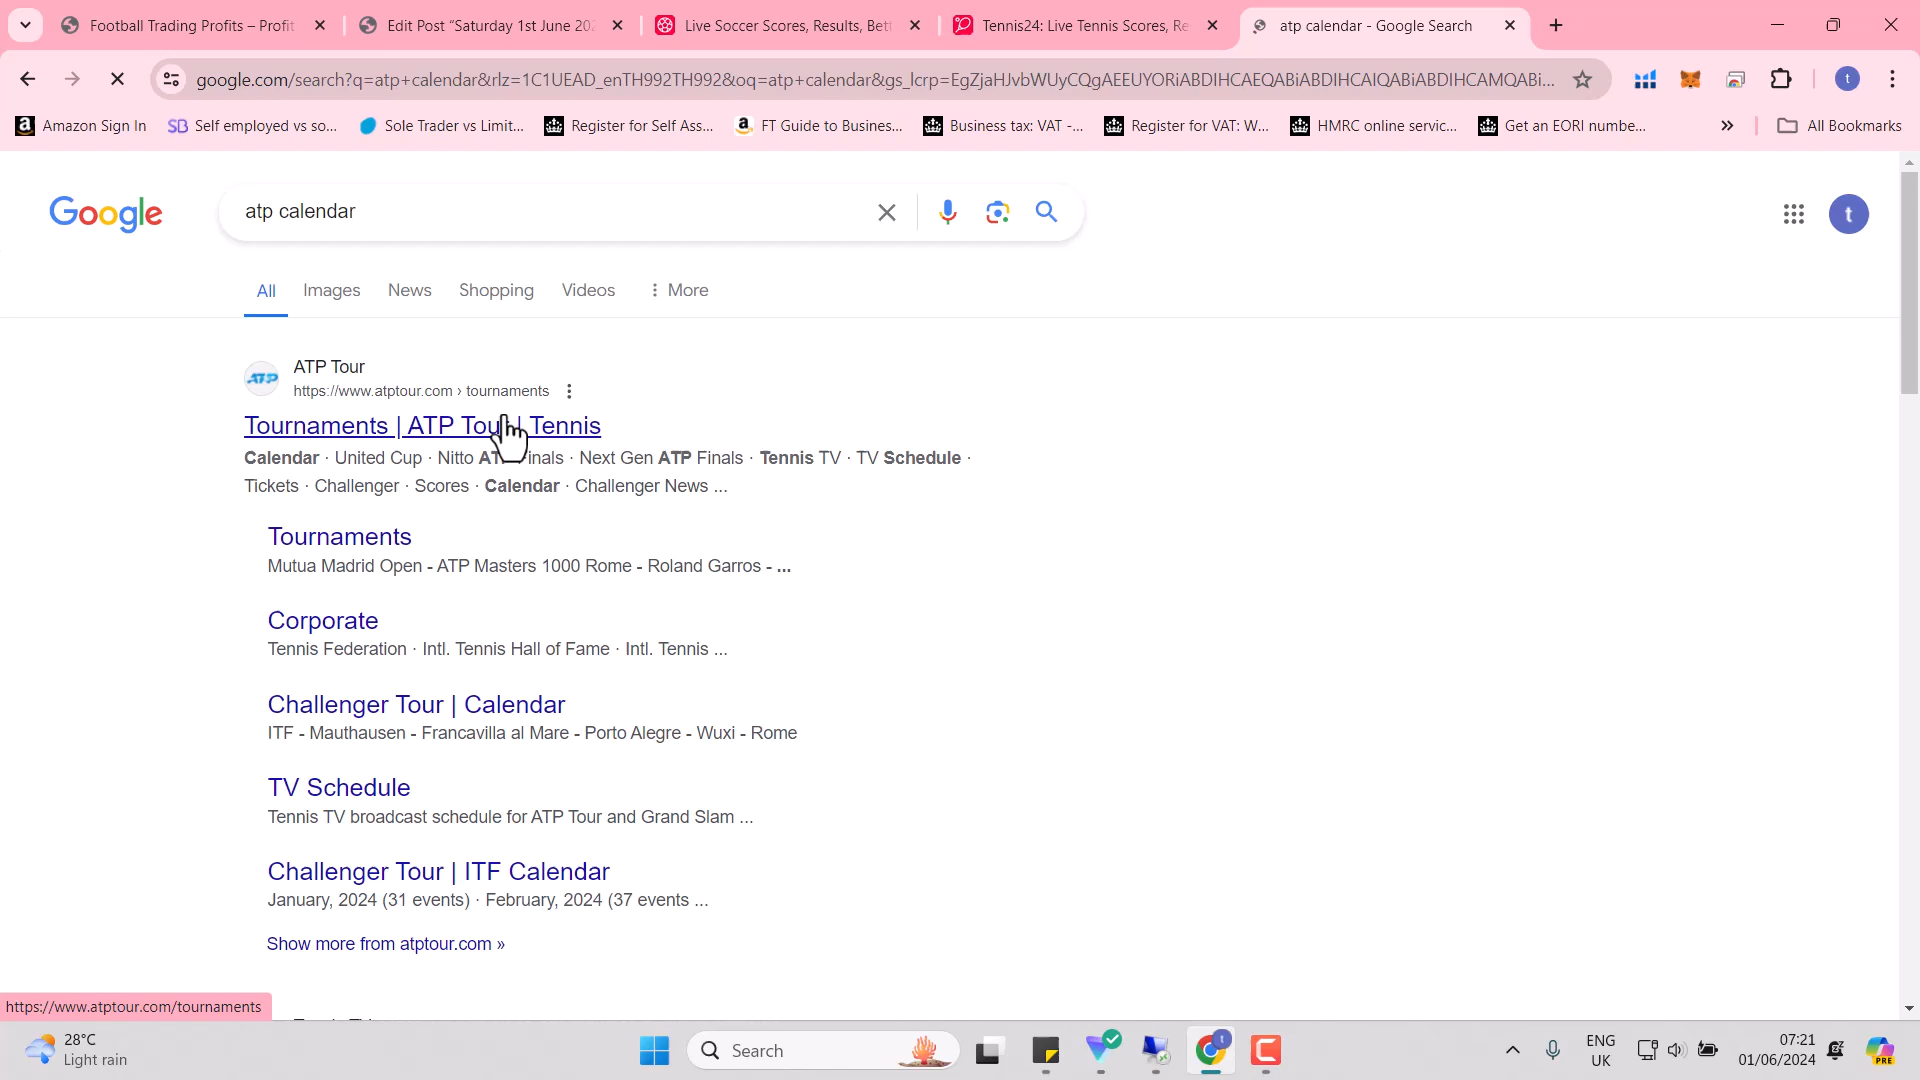 Football Trading Profits – Profit
Edit Post “Saturday 1st June 202
Live Soccer Scores, Results, Bett
Tennis24: Live Tennis Scores, Re
atp calendar - Google Search
google.com/search?q=atp+calendar&rlz=1C1UEAD_enTH992TH992&oq=atp+calendar&gs_lcrp=EgZjaHJvbWUyCQgAEEUYORiABDIHCAEQABiABDIHCAIQABiABDIHCAMQABi...
t
Amazon Sign In
Self employed vs so...
Sole Trader vs Limit...
Register for Self Ass...
FT Guide to Busines...
Business tax: VAT -...
Register for VAT: W...
HMRC online servic...
Get an EORI numbe...
All Bookmarks
Google
atp calendar
t
All
Images
News
Shopping
Videos
More
ATP
ATP Tour
https://www.atptour.com › tournaments
Tournaments | ATP Tour | Tennis
Calendar · United Cup · Nitto ATP Finals · Next Gen ATP Finals · Tennis TV · TV Schedule ·
Tickets · Challenger · Scores · Calendar · Challenger News ...
Tournaments
Mutua Madrid Open - ATP Masters 1000 Rome - Roland Garros - ...
Corporate
Tennis Federation · Intl. Tennis Hall of Fame · Intl. Tennis ...
Challenger Tour | Calendar
ITF - Mauthausen - Francavilla al Mare - Porto Alegre - Wuxi - Rome
TV Schedule
Tennis TV broadcast schedule for ATP Tour and Grand Slam ...
Challenger Tour | ITF Calendar
January, 2024 (31 events) · February, 2024 (37 events ...
Show more from atptour.com »
https://www.atptour.com/tournaments
28°C
Light rain
Search
ENG
UK
07:21
01/06/2024
PRE